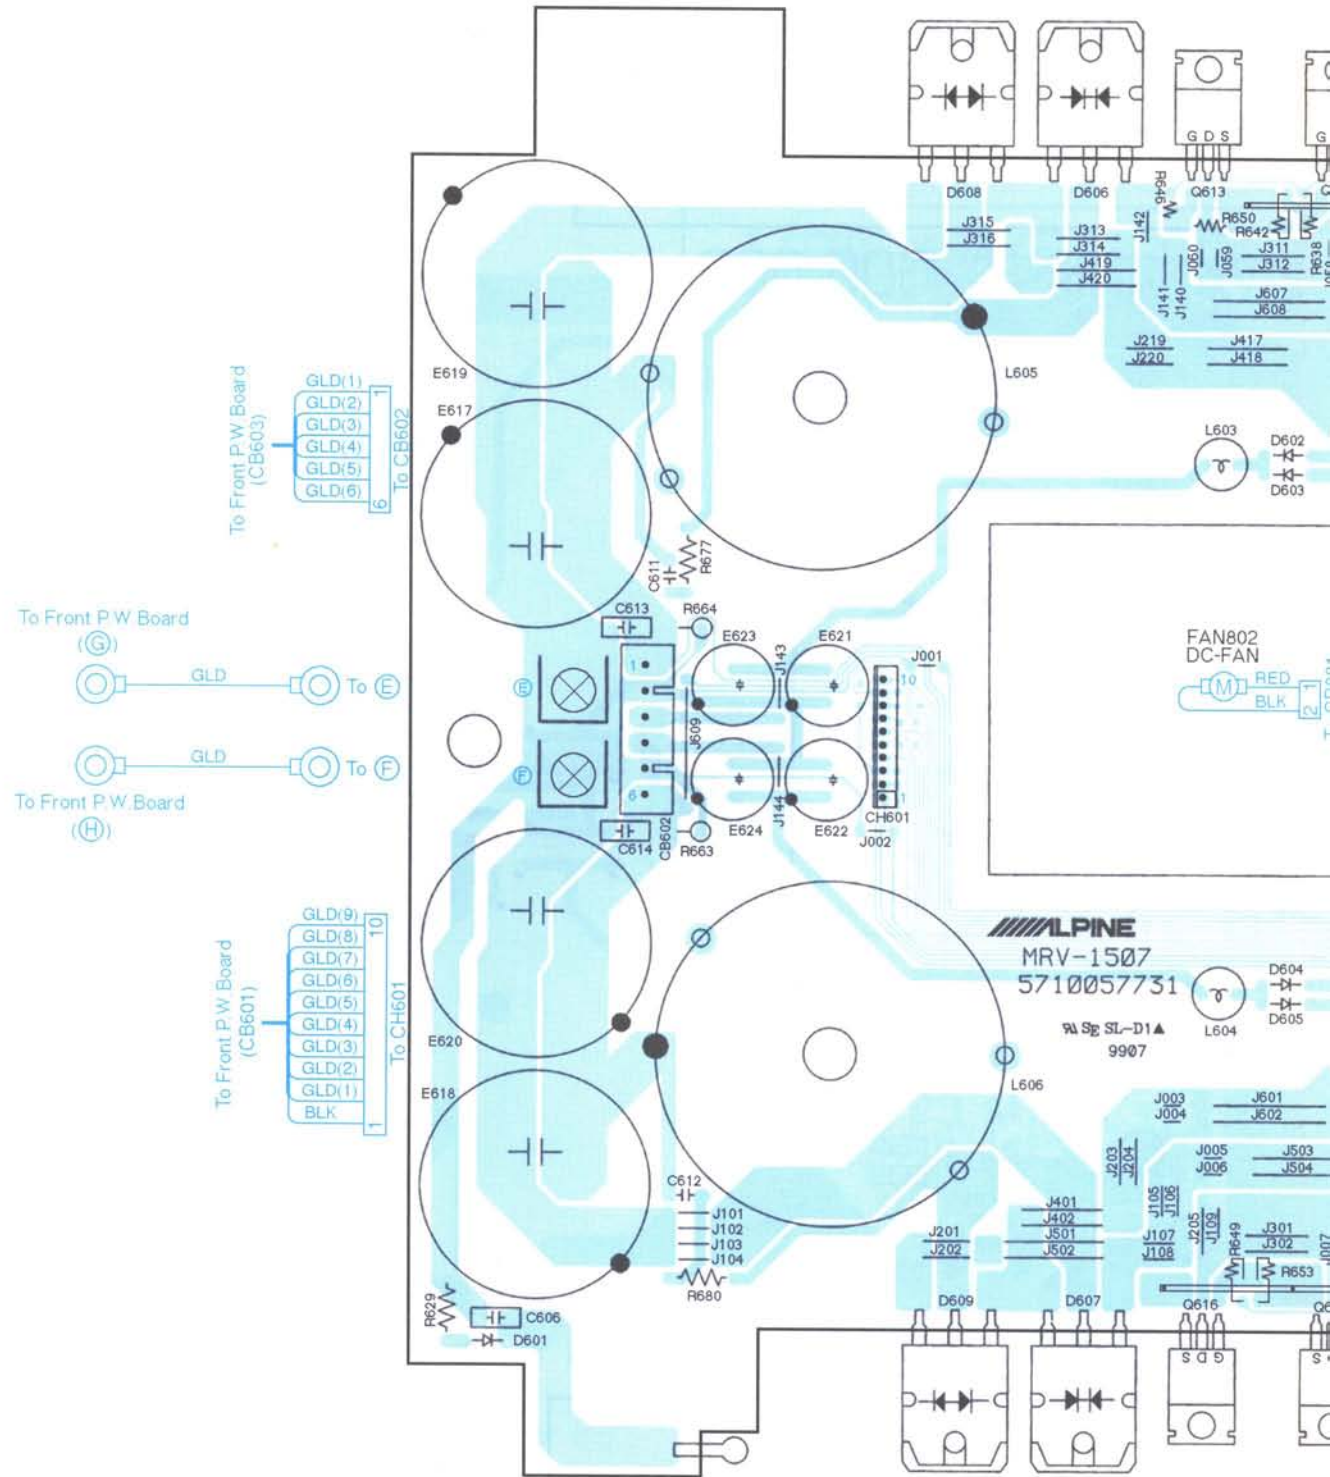 G D S
G
D608
D606
Q613
R646
J142
R650
R642
R638
J315
J316
J313
J314
J419
J420
J060
J059
J311
J312
J141
J140
J607
J608
J219
J220
J417
J418
E619
E617
L605
L603
D602
D603
To Front P.W.Board
(CB603)
GLD(1)
GLD(2)
GLD(3)
GLD(4)
GLD(5)
GLD(6)
1
6
To CB602
C611
R677
C613
R664
E623
E621
J143
J001
10
FAN802
DC-FAN
M
RED
BLK
2 1
To Front P.W.Board
(G)
GLD
To E
E
1
J609
To Front P.W.Board
(H)
GLD
To F
F
6
C614
CB602
R663
E624
J144
E622
1
CH601
J002
To Front P.W.Board
(CB601)
GLD(9)
GLD(8)
GLD(7)
GLD(6)
GLD(5)
GLD(4)
GLD(3)
GLD(2)
GLD(1)
BLK
10
1
To CH601
ALPINE
MRV-1507
5710057731
SL-D1▲
9907
D604
D605
L604
E620
E618
L606
J003
J004
J601
J602
J203
J204
J005
J006
J503
J504
C612
J101
J102
J103
J104
R680
J401
J402
J501
J502
J201
J202
J105
J106
J107
J108
J205
J109
R649
J301
J302
J007
R653
R629
C606
D601
D609
D607
Q616
S D G
S